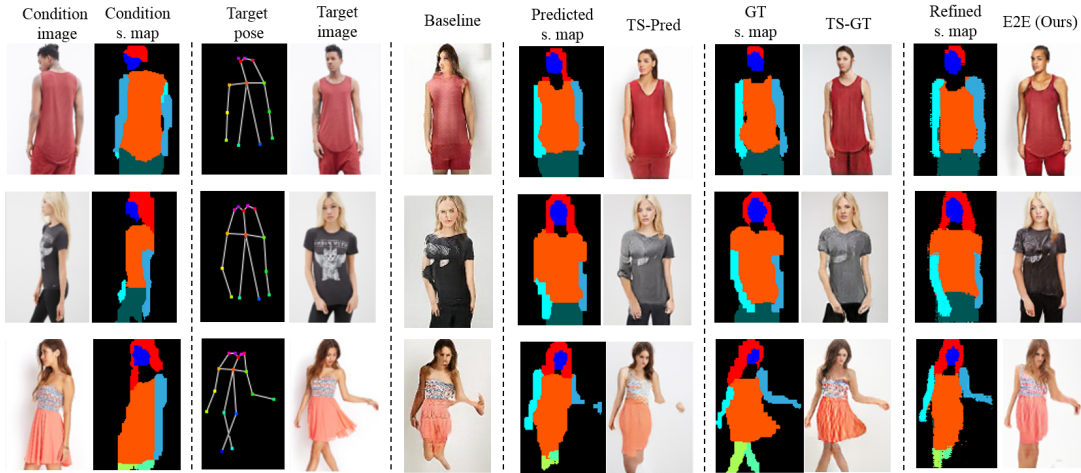 Condition image
Condition s. map
Target pose
Target image
Baseline
Predicted s. map
TS-Pred
GT s. map
TS-GT
Refined s. map
E2E (Ours)